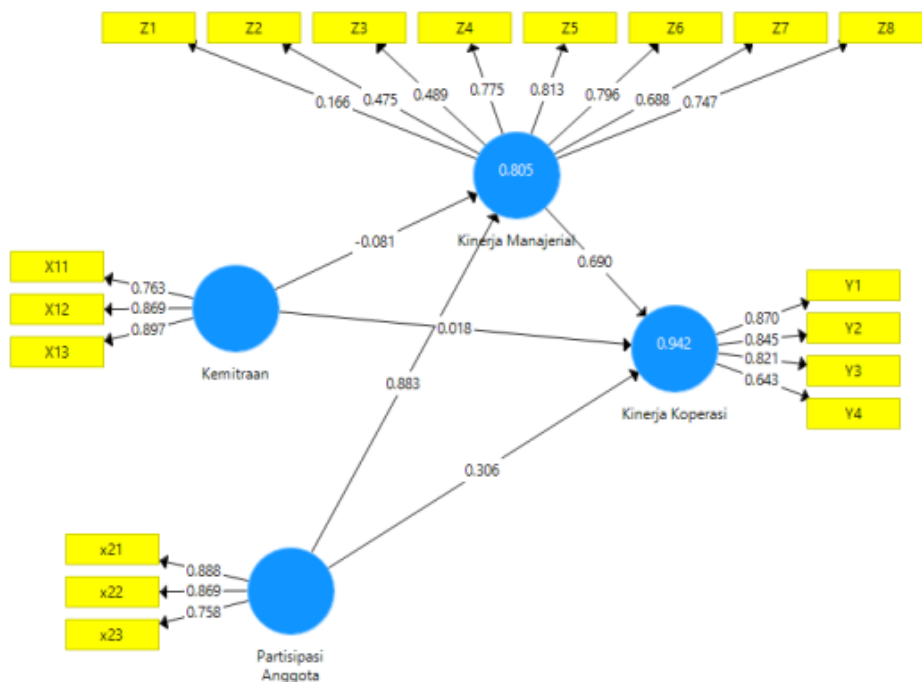 Z1 Z2 Z3 Z4 Z5 Z6 Z7 Z8
0.166 0.475 0.489 0.775 0.813 0.796 0.688 0.747
0.805
Kinerja Manajerial
-0.081
0.690
X11
X12
X13
0.763
0.869
0.897
Kemitraan
0.018
0.883
0.942
Kinerja Koperasi
0.870
0.845
0.821
0.643
Y1
Y2
Y3
Y4
0.306
x21
x22
x23
0.888
0.869
0.758
Partisipasi
Anggota